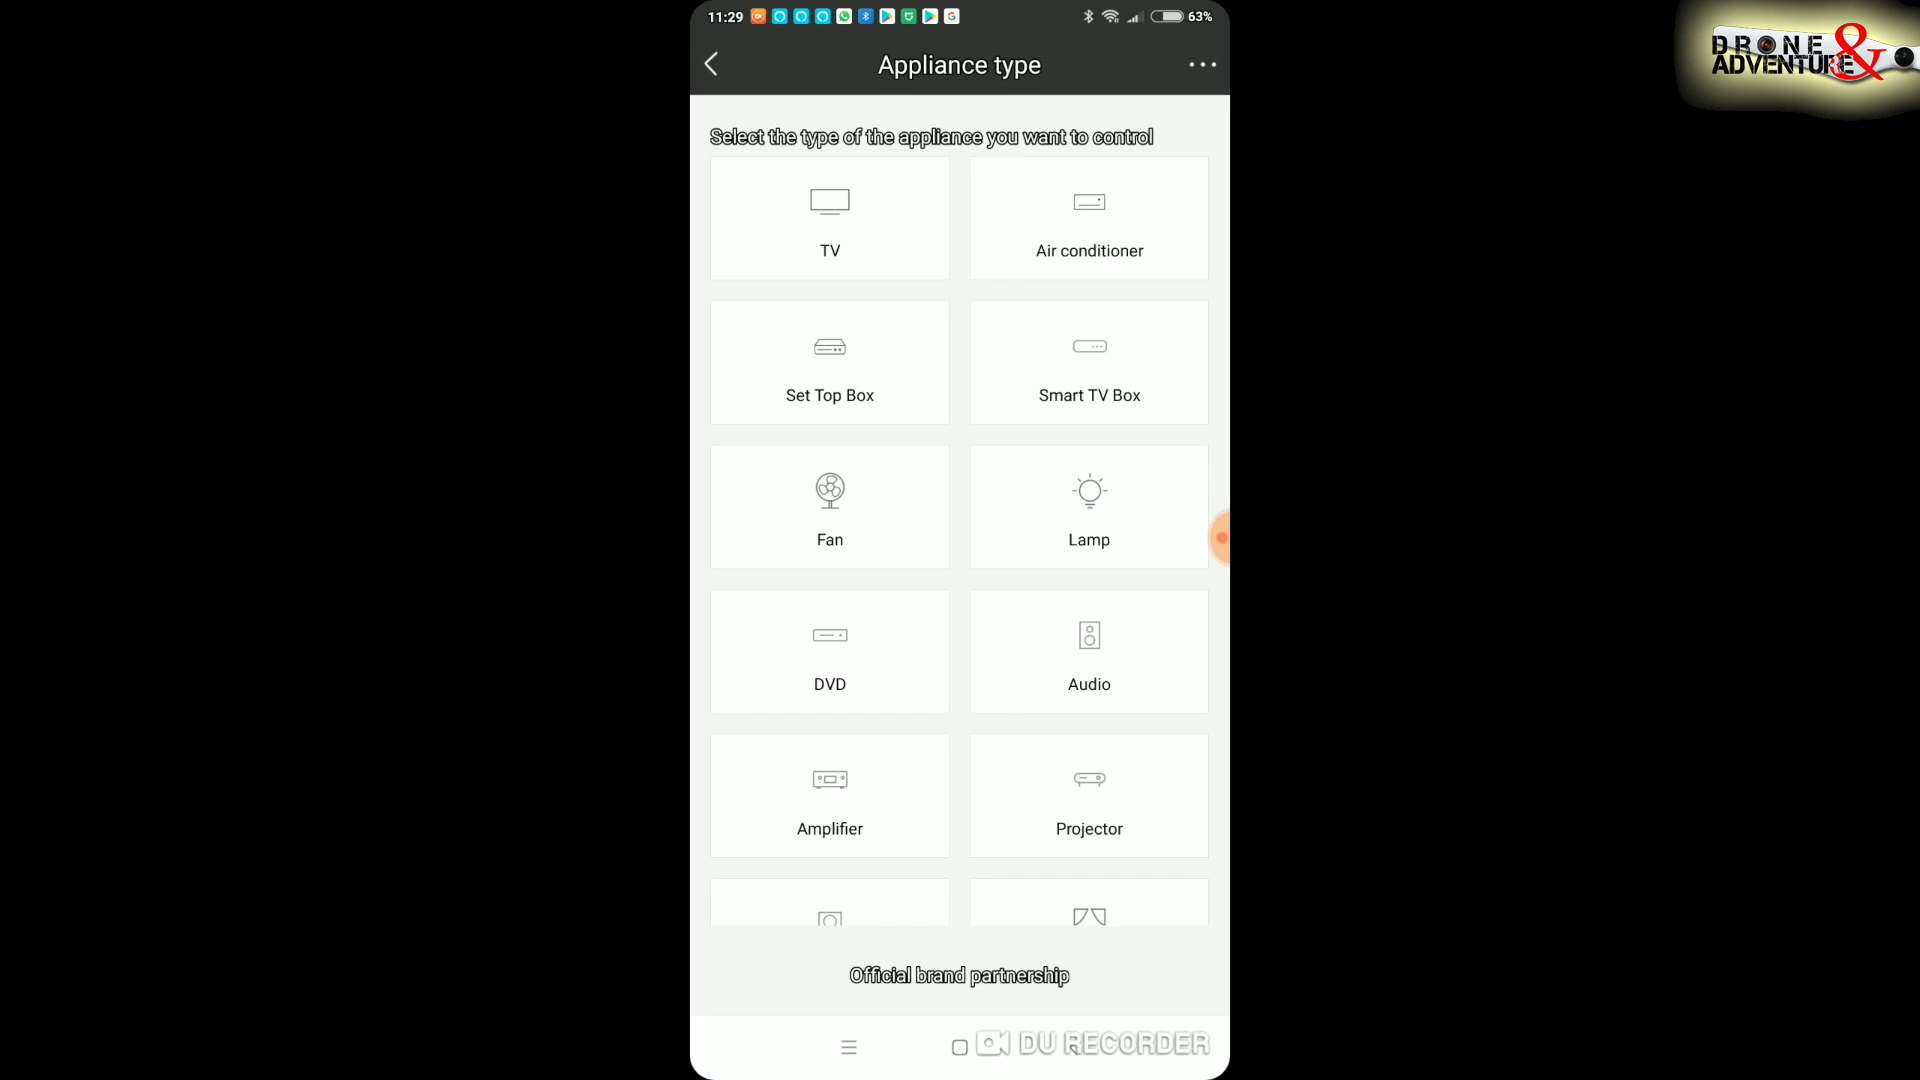 11:29
63%
DRONE &
ADVENTURE
Appliance type
Select the type of the appliance you want to control
TV
Air conditioner
Set Top Box
Smart TV Box
Fan
Lamp
DVD
Audio
Amplifier
Projector
Official brand partnership
DU RECORDER